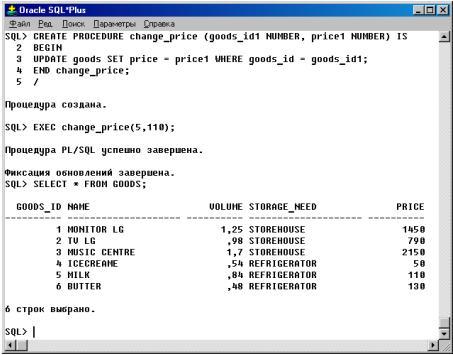 Oracle SQL*Plus
Файл Ред. Поиск Параметры Справка
SQL> CREATE PROCEDURE change_price (goods_id1 NUMBER, price1 NUMBER) IS
2 BEGIN
3 UPDATE goods SET price = price1 WHERE goods_id = goods_id1;
4 END change_price;
5 /
Процедура создана.
SQL> EXEC change_price(5,110);
Процедура PL/SQL успешно завершена.
Фиксация обновлений завершена.
SQL> SELECT * FROM GOODS;
GOODS_ID NAME VOLUME STORAGE_NEED PRICE
---------- -------------------- ---------- -------------------- ----------
1 MONITOR LG 1,25 STOREHOUSE 1450
2 TV LG ,98 STOREHOUSE 790
3 MUSIC CENTRE 1,7 STOREHOUSE 2150
4 ICECREAME ,54 REFRIGERATOR 50
5 MILK ,84 REFRIGERATOR 110
6 BUTTER ,48 REFRIGERATOR 130
6 строк выбрано.
SQL>